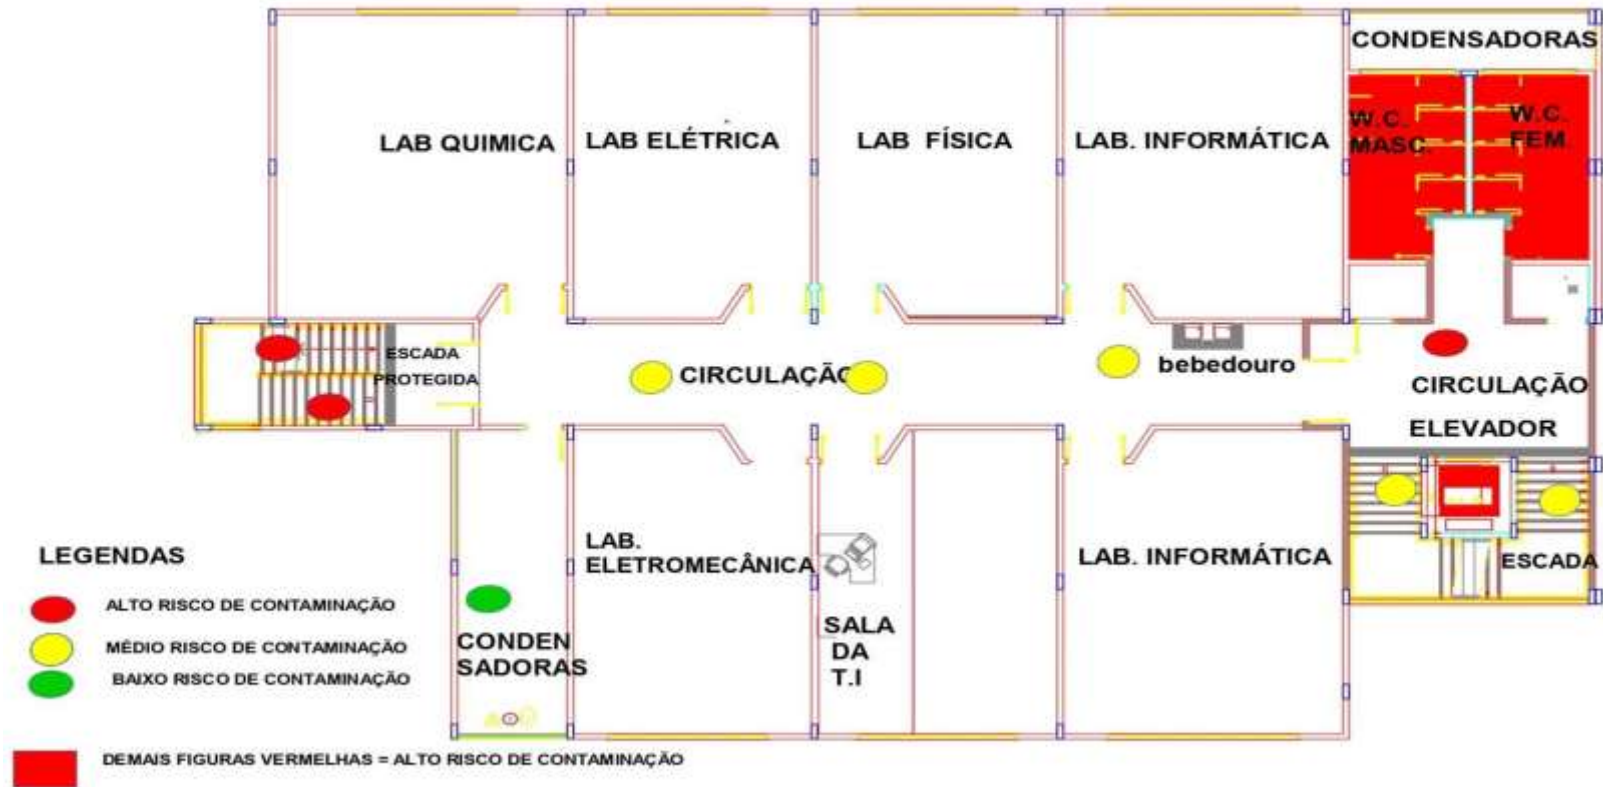 CONDENSADORAS
LAB QUIMICA
LAB ELÉTRICA
LAB FÍSICA
LAB. INFORMÁTICA
W.C.
MASC.
W.C.
FEM.
ESCADA
PROTEGIDA
CIRCULAÇÃO
bebedouro
CIRCULAÇÃO
ELEVADOR
LAB.
ELETROMECÂNICA
LAB. INFORMÁTICA
ESCADA
SALA
DA
T.I
CONDEN
SADORAS
LEGENDAS
ALTO RISCO DE CONTAMINAÇÃO
MÉDIO RISCO DE CONTAMINAÇÃO
BAIXO RISCO DE CONTAMINAÇÃO
DEMAIS FIGURAS VERMELHAS = ALTO RISCO DE CONTAMINAÇÃO